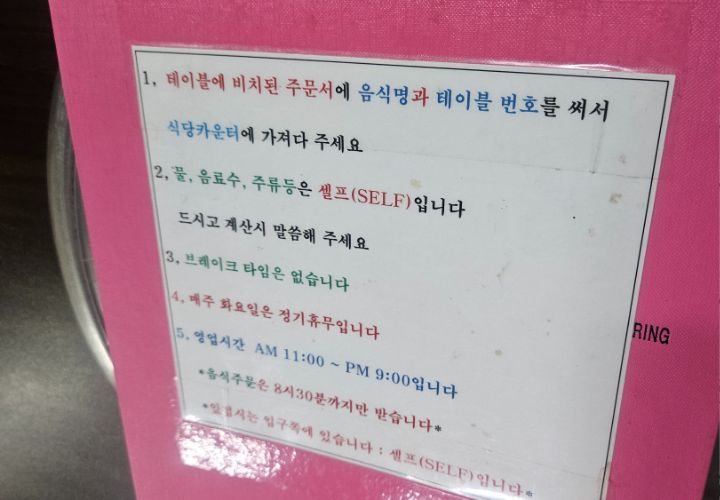 1, 테이블에 비치된 주문서에 음식명과 테이블 번호를 써서
식당카운터에 가져다 주세요
2, 물, 음료수, 주류등은 셀프(SELF)입니다
드시고 계산시 말씀해 주세요
3, 브레이크 타임은 없습니다
4, 매주 화요일은 정기휴무입니다
RING
5, 영업시간 AM 11:00 ~ PM 9:00입니다
*음식주문은 8시30분까지만 받습니다*
*앞접시는 입구쪽에 있습니다 : 셀프(SELF)입니다*